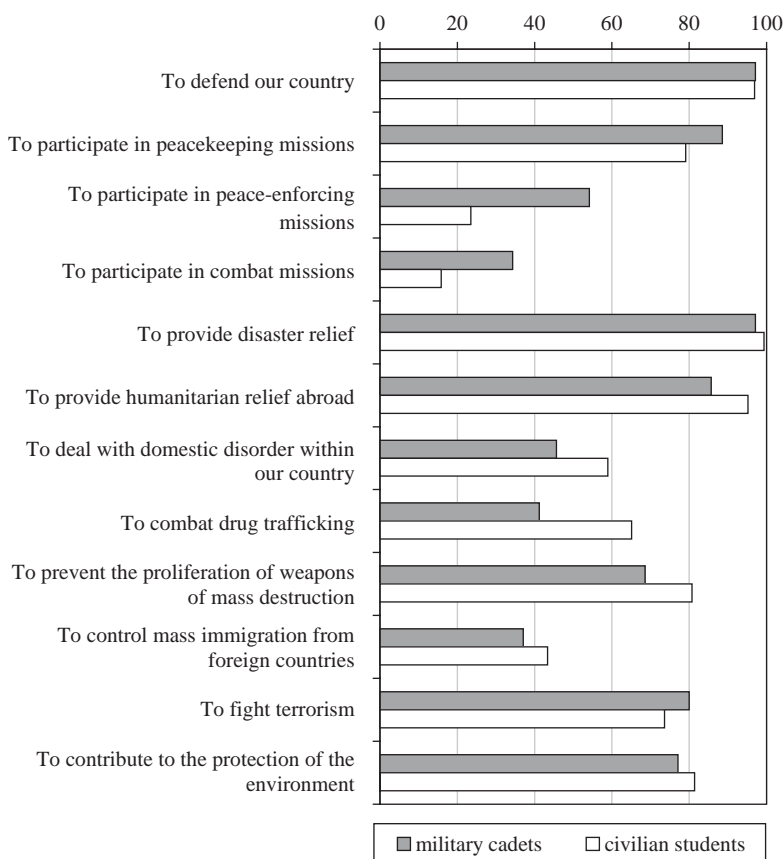 0 20 40 60 80 100
To defend our country
To participate in peacekeeping missions
To participate in peace-enforcing
missions
To participate in combat missions
To provide disaster relief
To provide humanitarian relief abroad
To deal with domestic disorder within
our country
To combat drug trafficking
To prevent the proliferation of weapons
of mass destruction
To control mass immigration from
foreign countries
To fight terrorism
To contribute to the protection of the
environment
military cadets civilian students